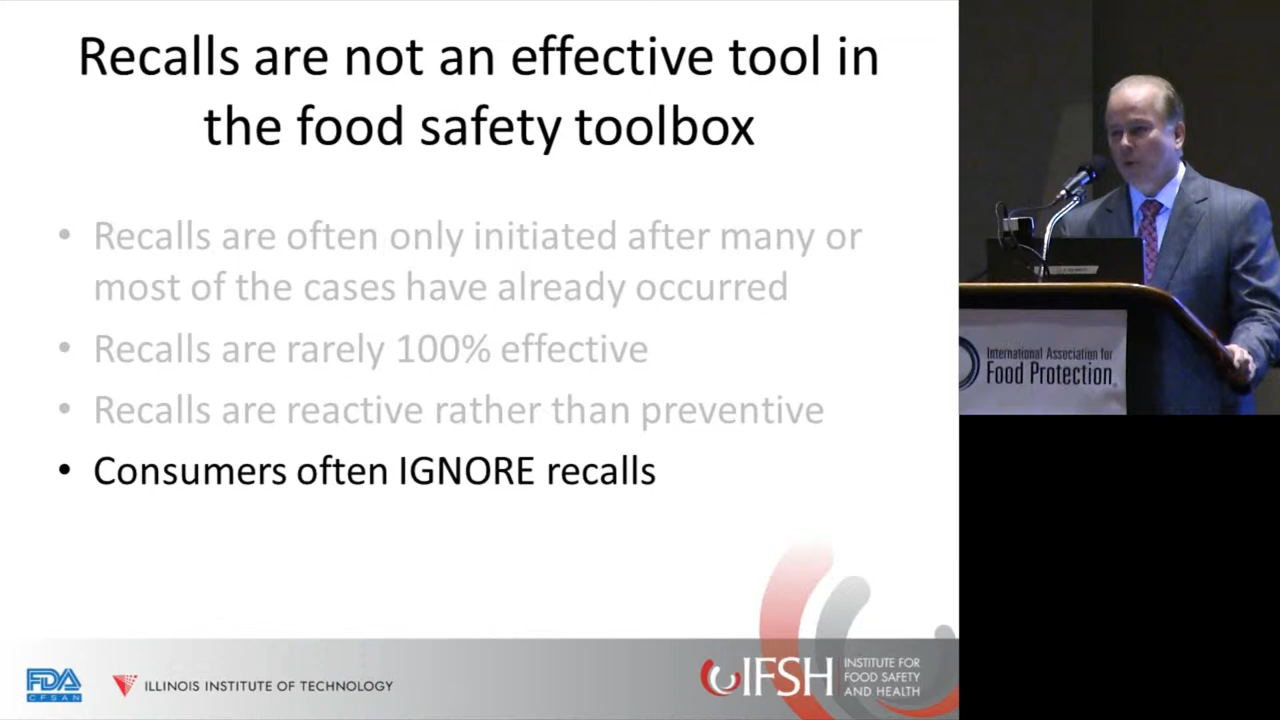 Recalls are not an effective tool in
the food safety toolbox
• Recalls are often only initiated after many or
most of the cases have already occurred
• Recalls are rarely 100% effective
• Recalls are reactive rather than preventive
• Consumers often IGNORE recalls
International Association for
Food Protection
FDA
CFSAN
ILLINOIS INSTITUTE OF TECHNOLOGY
IFSH
INSTITUTE FOR
FOOD SAFETY
AND HEALTH